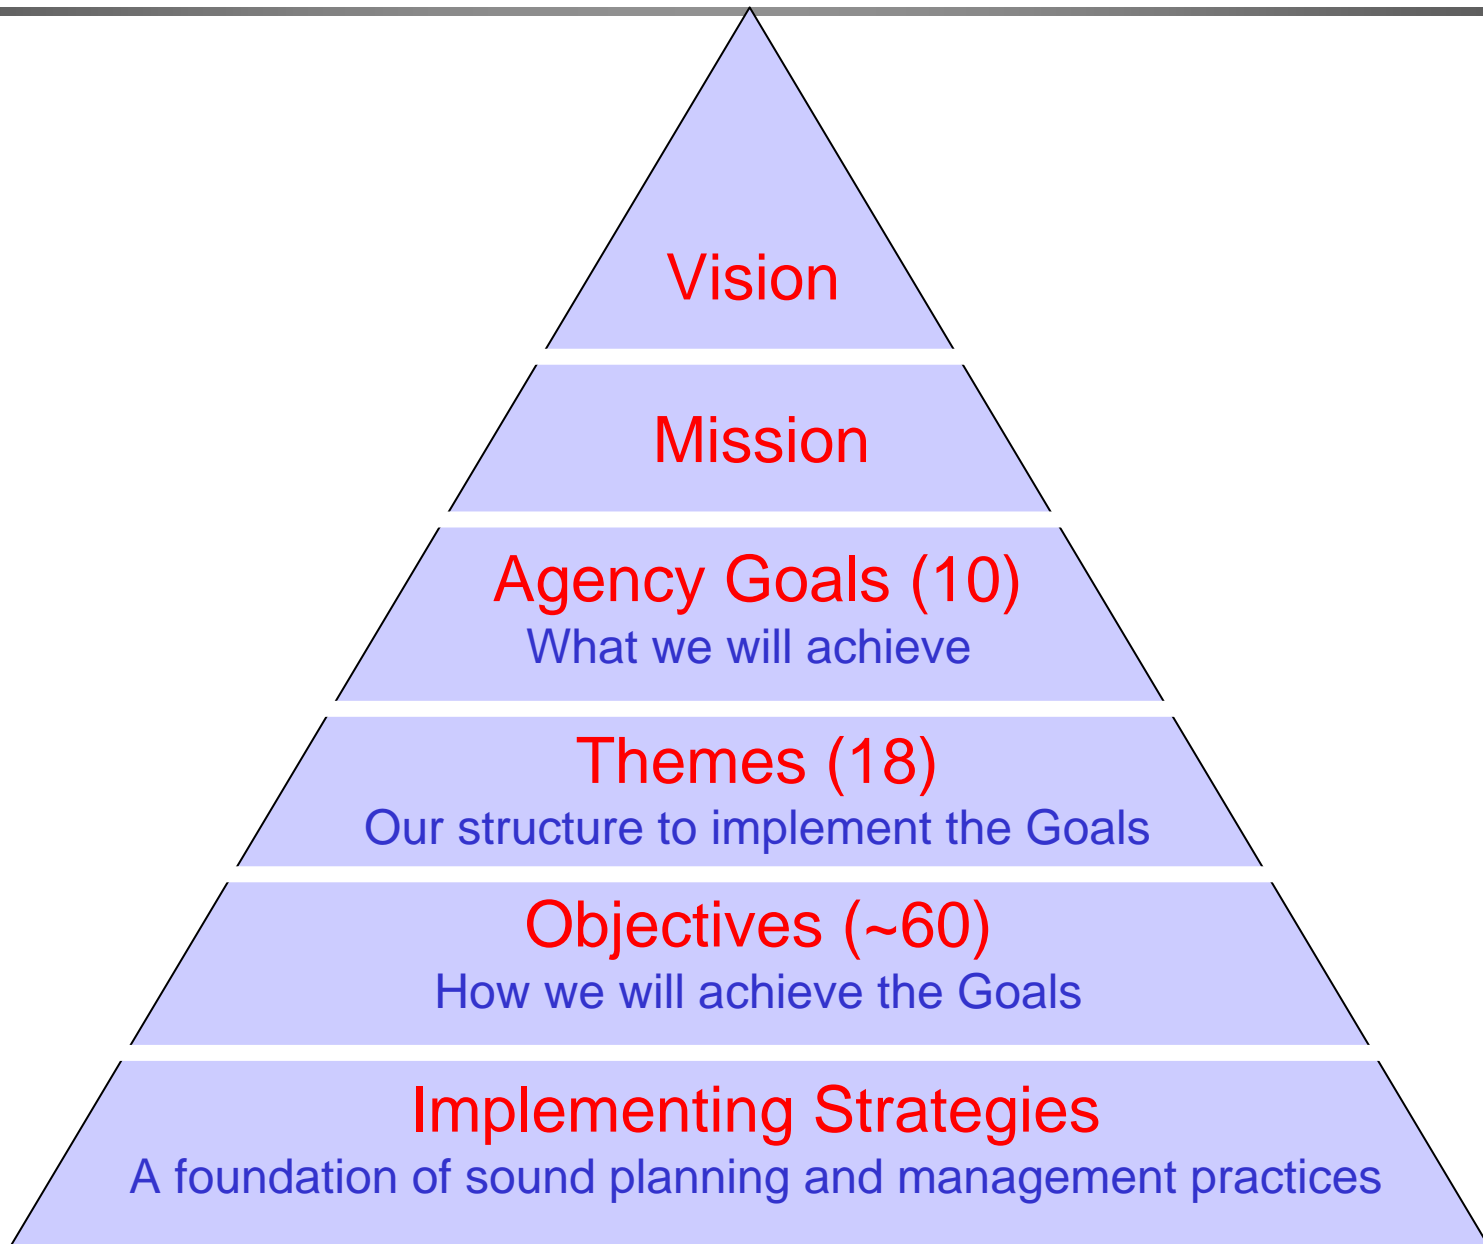 Vision
Mission
Agency Goals (10)
What we will achieve
Themes (18)
Our structure to implement the Goals
Objectives (~60)
How we will achieve the Goals
Implementing Strategies
A foundation of sound planning and management practices